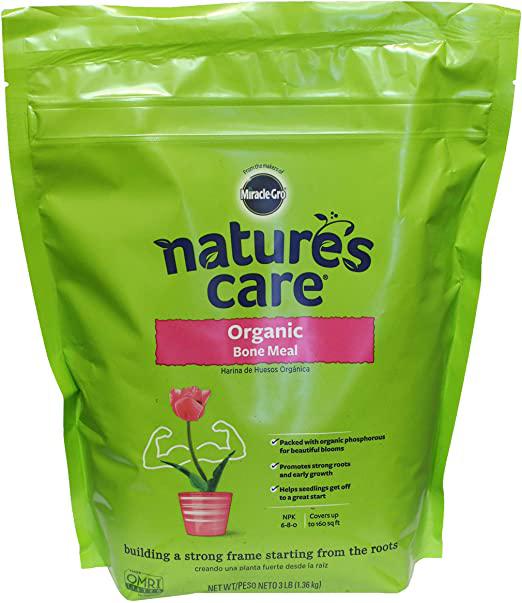 From the makers of
Miracle-Gro
nature's
care®
Organic
Bone Meal
Harina de Huesos Orgánica
Packed with organic phosphorous
for beautiful blooms
Promotes strong roots
and early growth
Helps seedlings get off
to a great start
NPK
6-8-0
Covers up
to 160 sq ft
building a strong frame starting from the roots
creando una planta fuerte desde la raíz
OMRI
LISTED
NET WT/PESO NETO 3 LB (1.36 kg)